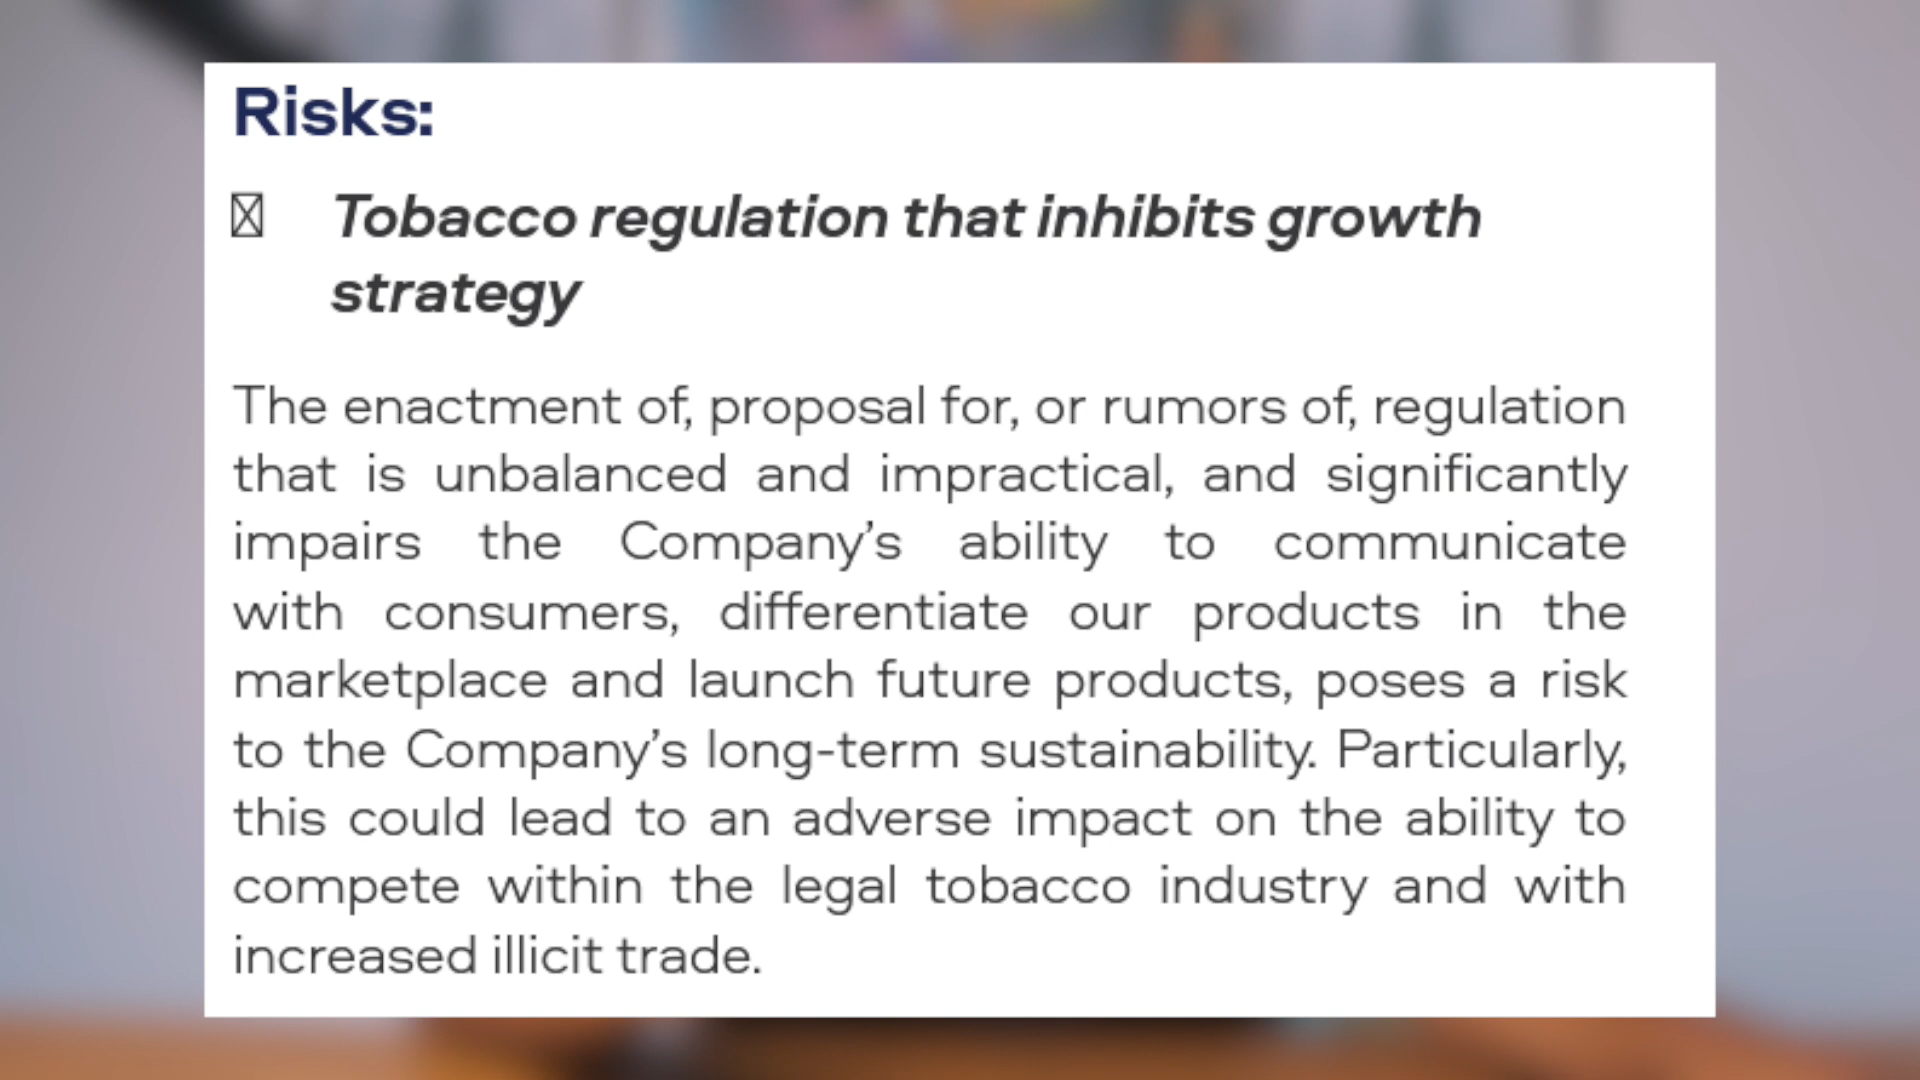 Risks:
Tobacco regulation that inhibits growth
strategy
The enactment of, proposal for, or rumors of, regulation
that is unbalanced and impractical, and significantly
impairs the Company’s ability to communicate
with consumers, differentiate our products in the
marketplace and launch future products, poses a risk
to the Company’s long-term sustainability. Particularly,
this could lead to an adverse impact on the ability to
compete within the legal tobacco industry and with
increased illicit trade.